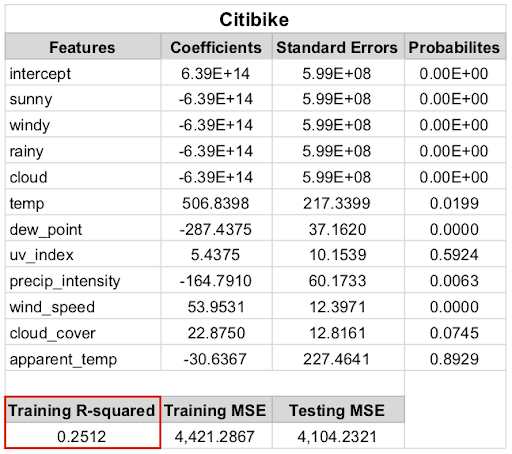 Citibike
Features Coefficients Standard Errors Probabilites
intercept 6.39E+14 5.99E+08 0.00E+00
sunny -6.39E+14 5.99E+08 0.00E+00
windy -6.39E+14 5.99E+08 0.00E+00
rainy -6.39E+14 5.99E+08 0.00E+00
cloud -6.39E+14 5.99E+08 0.00E+00
temp 506.8398 217.3399 0.0199
dew_point -287.4375 37.1620 0.0000
uv_index 5.4375 10.1539 0.5924
precip_intensity -164.7910 60.1733 0.0063
wind_speed 53.9531 12.3971 0.0000
cloud_cover 22.8750 12.8161 0.0745
apparent_temp -30.6367 227.4641 0.8929
Training R-squared Training MSE Testing MSE
0.2512 4,421.2867 4,104.2321